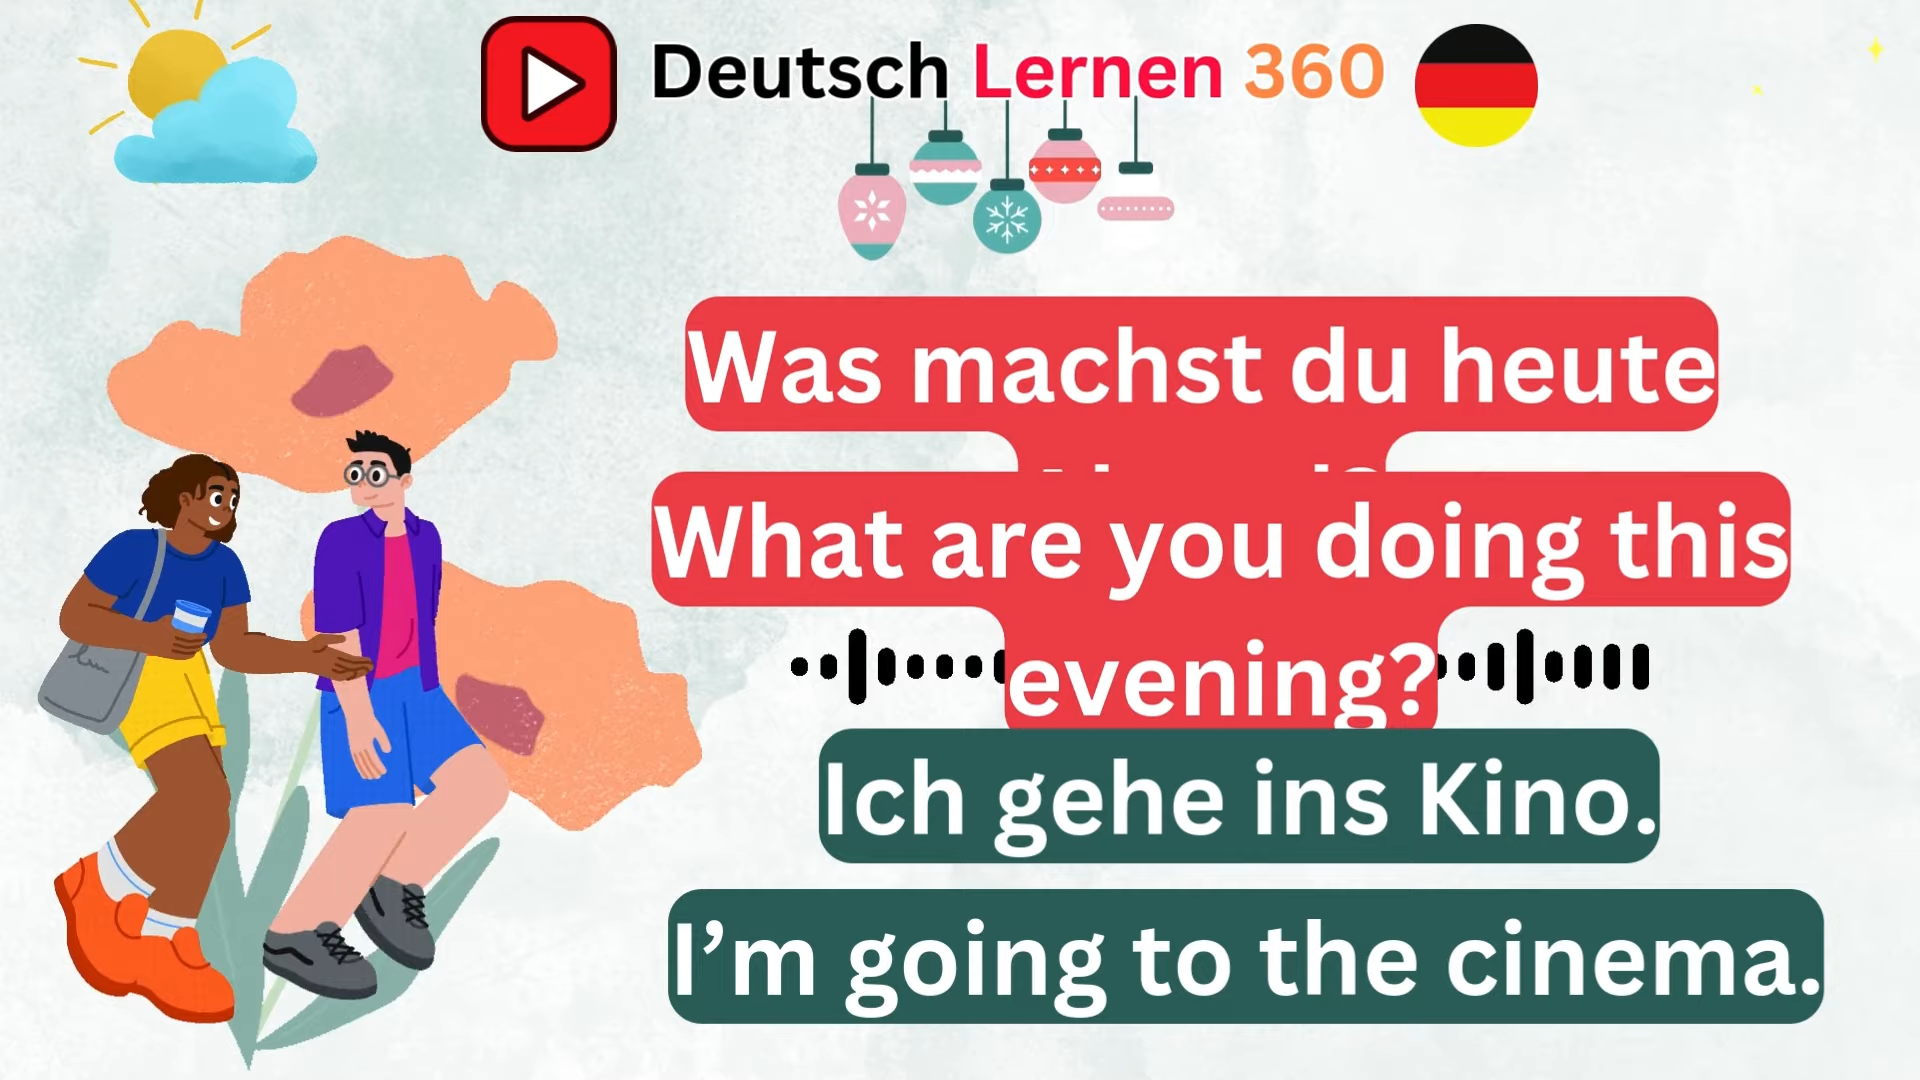 Deutsch Lernen 360
Was machst du heute
What are you doing this
evening?
Ich gehe ins Kino.
I’m going to the cinema.